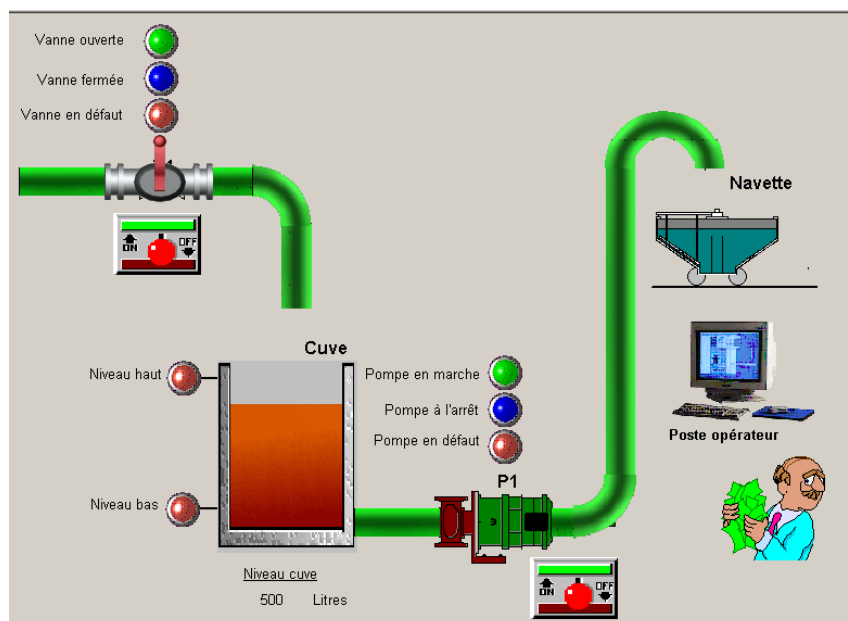 Vanne ouverte
Vanne fermée
Vanne en défaut
ON
OFF
Navette
Cuve
Niveau haut
Pompe en marche
Pompe à l'arrêt
Pompe en défaut
Poste opérateur
P1
Niveau bas
Niveau cuve
500 Litres
ON
OFF